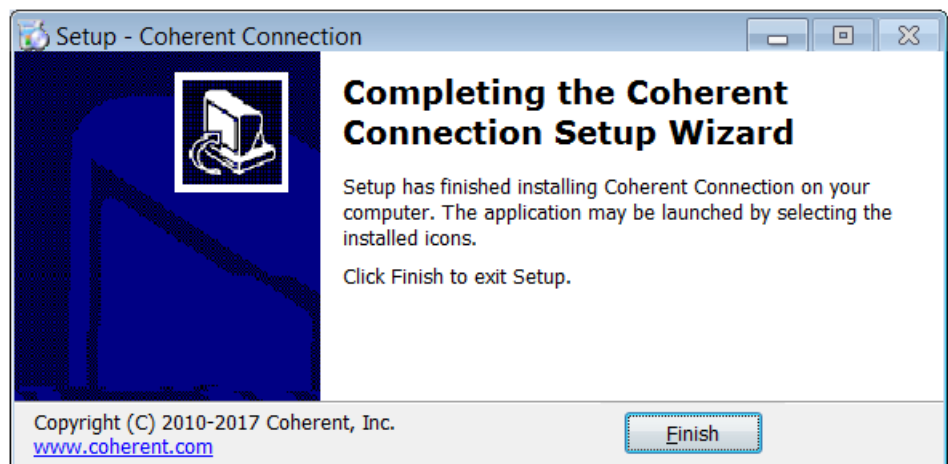 Setup - Coherent Connection
Completing the Coherent
Connection Setup Wizard
Setup has finished installing Coherent Connection on your
computer. The application may be launched by selecting the
installed icons.
Click Finish to exit Setup.
Copyright (C) 2010-2017 Coherent, Inc.
www.coherent.com
Finish